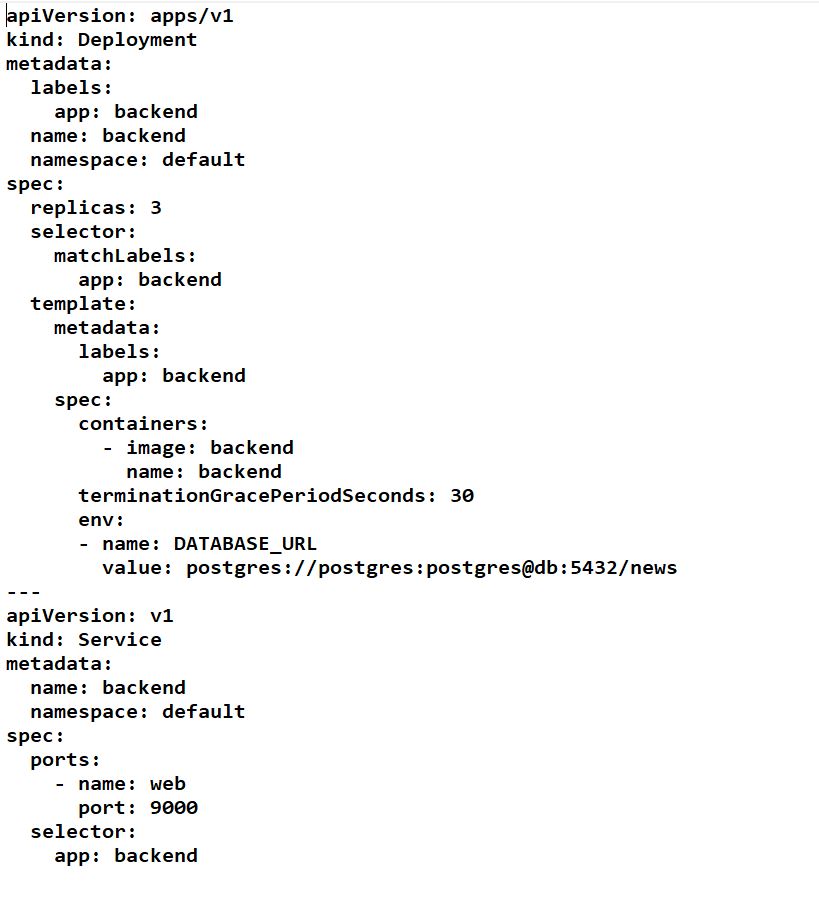 apiVersion: apps/v1
kind: Deployment
metadata:
  labels:
    app: backend
  name: backend
  namespace: default
spec:
  replicas: 3
  selector:
    matchLabels:
      app: backend
  template:
    metadata:
      labels:
        app: backend
    spec:
      containers:
        - image: backend
          name: backend
      terminationGracePeriodSeconds: 30
      env:
      - name: DATABASE_URL
        value: postgres://postgres:postgres@db:5432/news
---
apiVersion: v1
kind: Service
metadata:
  name: backend
  namespace: default
spec:
  ports:
    - name: web
      port: 9000
  selector:
    app: backend